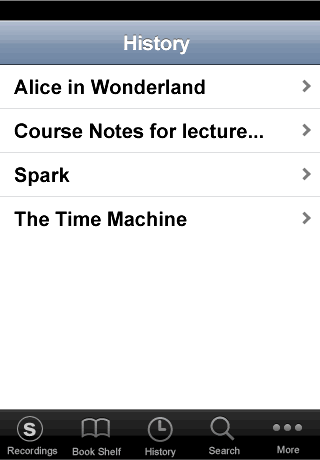 History
Alice in Wonderland
Course Notes for lecture...
Spark
The Time Machine
S
Recordings Book Shelf History Search More